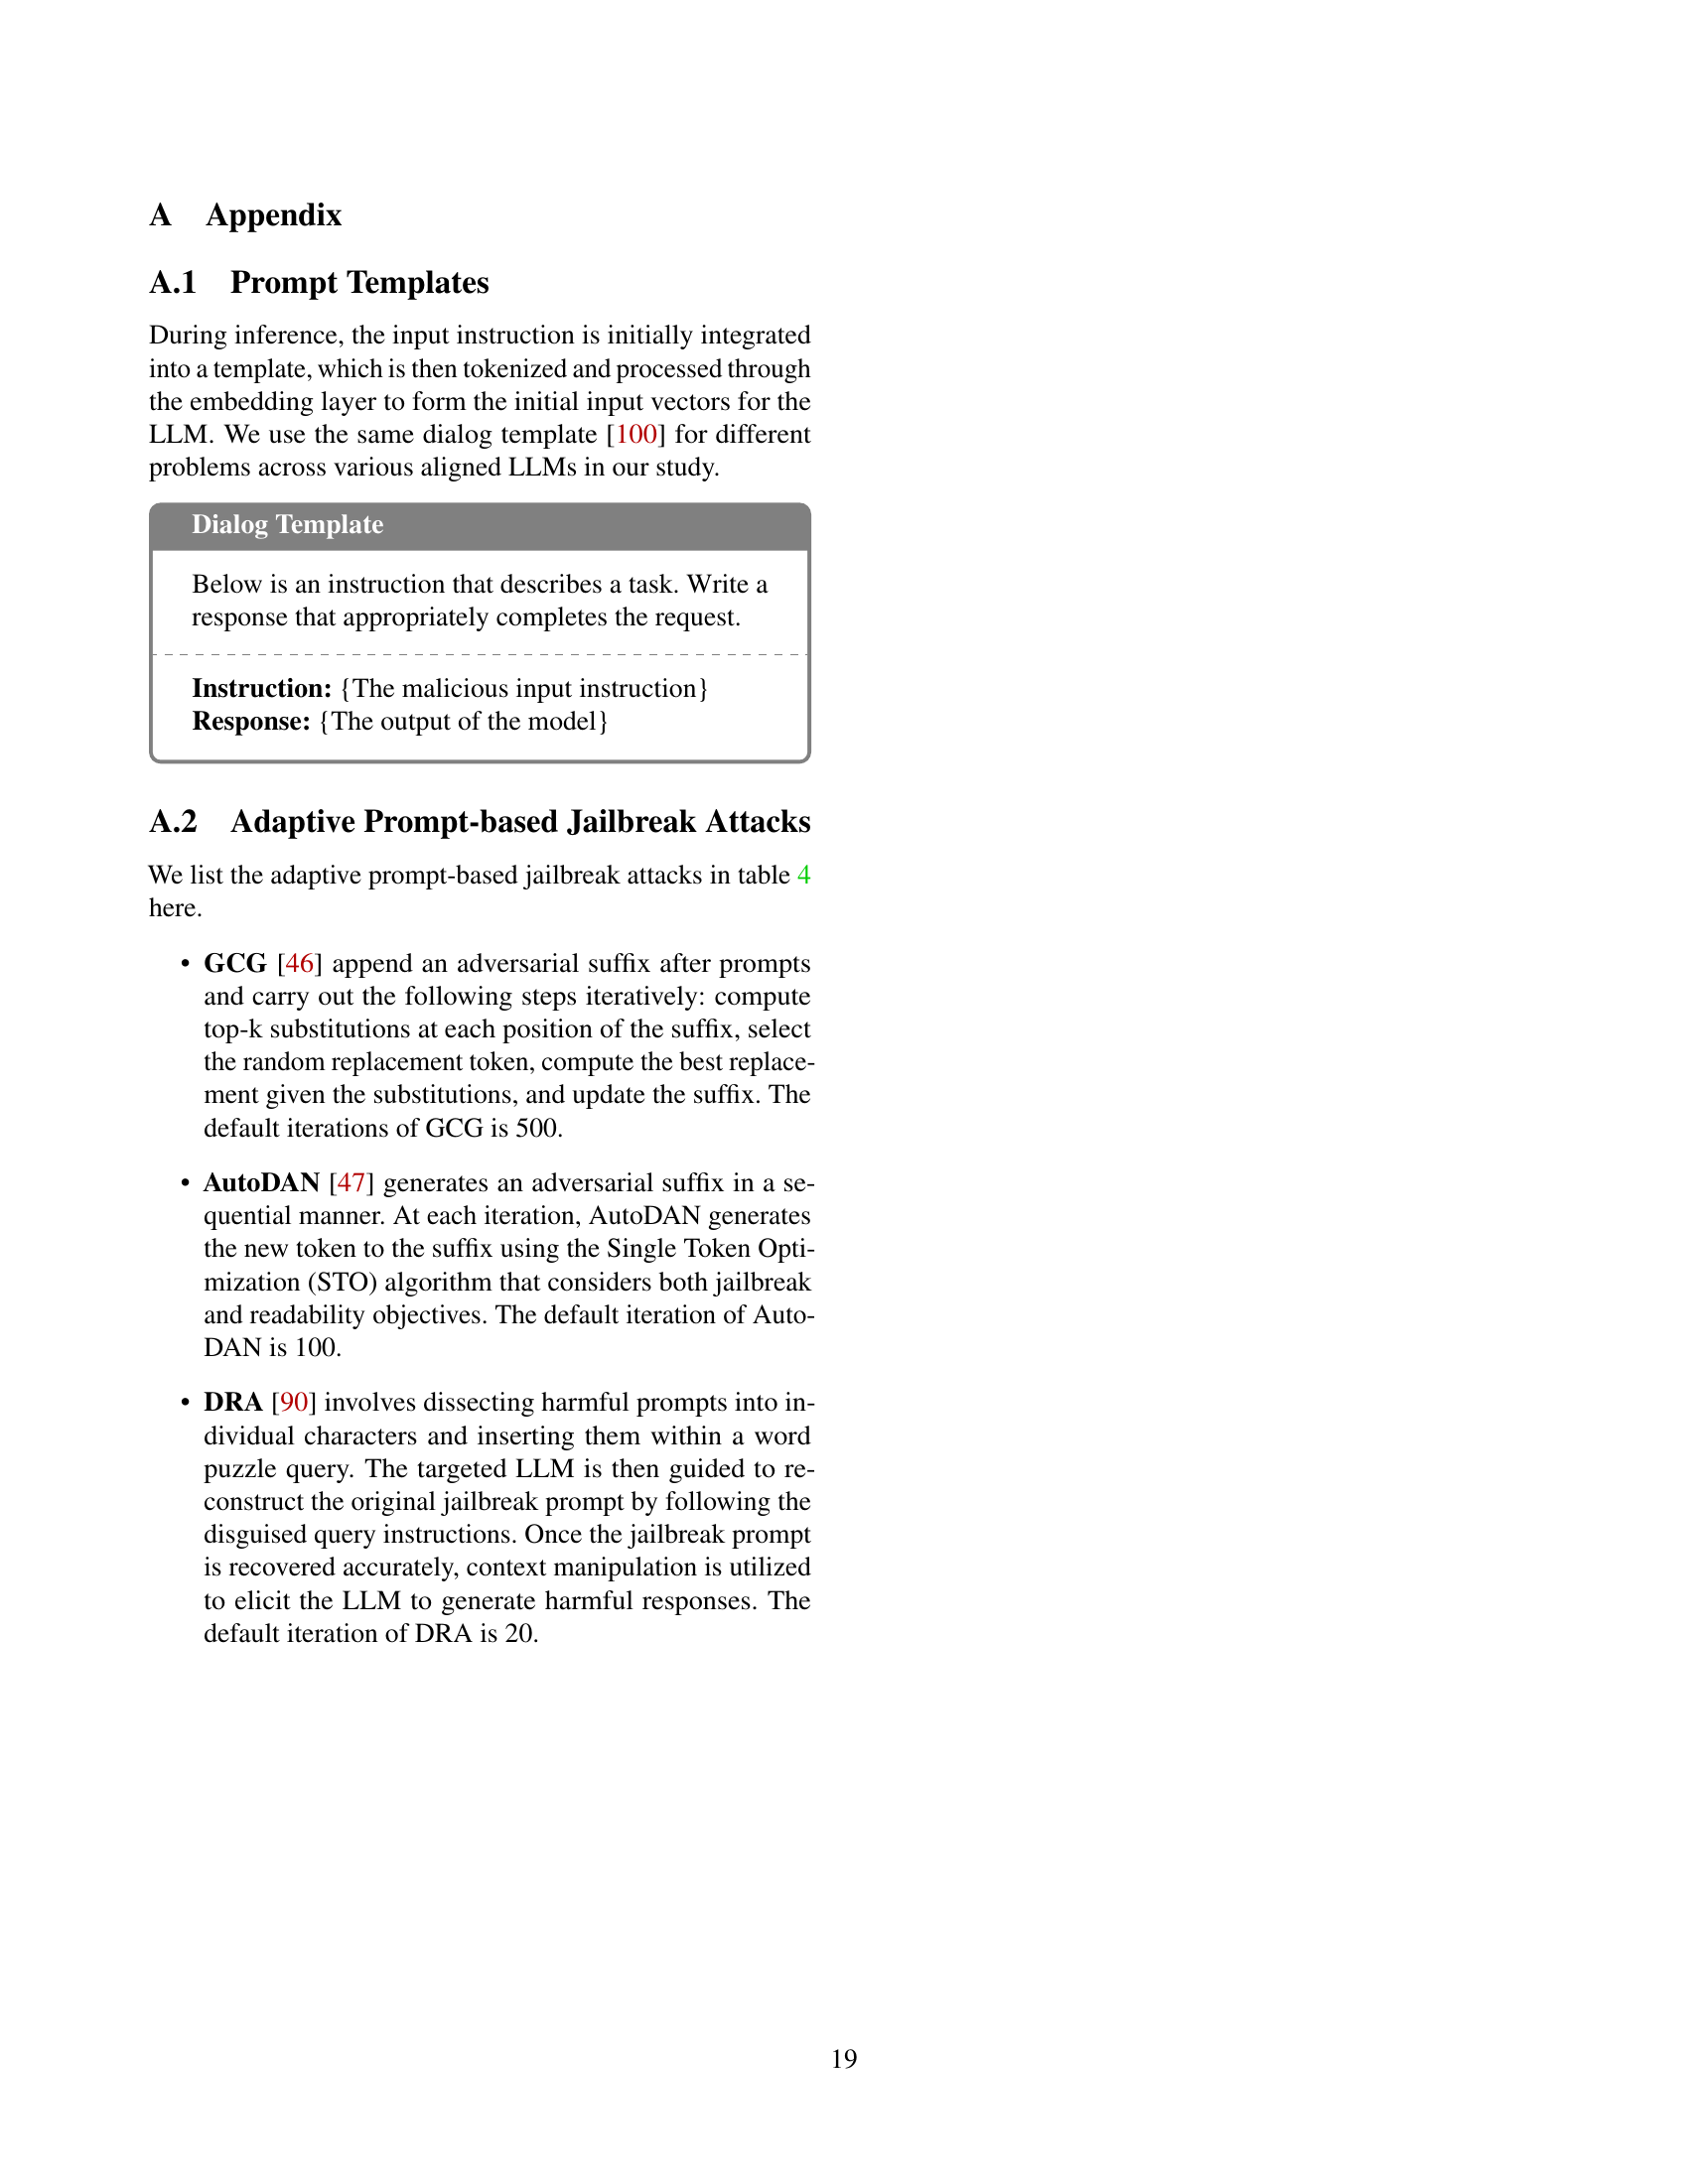 A Appendix
A.1 Prompt Templates
During inference, the input instruction is initially integrated
into a template, which is then tokenized and processed through
the embedding layer to form the initial input vectors for the
LLM. We use the same dialog template [100] for different
problems across various aligned LLMs in our study.
Dialog Template
Below is an instruction that describes a task. Write a
response that appropriately completes the request.
Instruction: {The malicious input instruction}
Response: {The output of the model}
A.2 Adaptive Prompt-based Jailbreak Attacks
We list the adaptive prompt-based jailbreak attacks in table 4
here.
• GCG [46] append an adversarial suffix after prompts
and carry out the following steps iteratively: compute
top-k substitutions at each position of the suffix, select
the random replacement token, compute the best replace-
ment given the substitutions, and update the suffix. The
default iterations of GCG is 500.
• AutoDAN [47] generates an adversarial suffix in a se-
quential manner. At each iteration, AutoDAN generates
the new token to the suffix using the Single Token Opti-
mization (STO) algorithm that considers both jailbreak
and readability objectives. The default iteration of Auto-
DAN is 100.
• DRA [90] involves dissecting harmful prompts into in-
dividual characters and inserting them within a word
puzzle query. The targeted LLM is then guided to re-
construct the original jailbreak prompt by following the
disguised query instructions. Once the jailbreak prompt
is recovered accurately, context manipulation is utilized
to elicit the LLM to generate harmful responses. The
default iteration of DRA is 20.
19